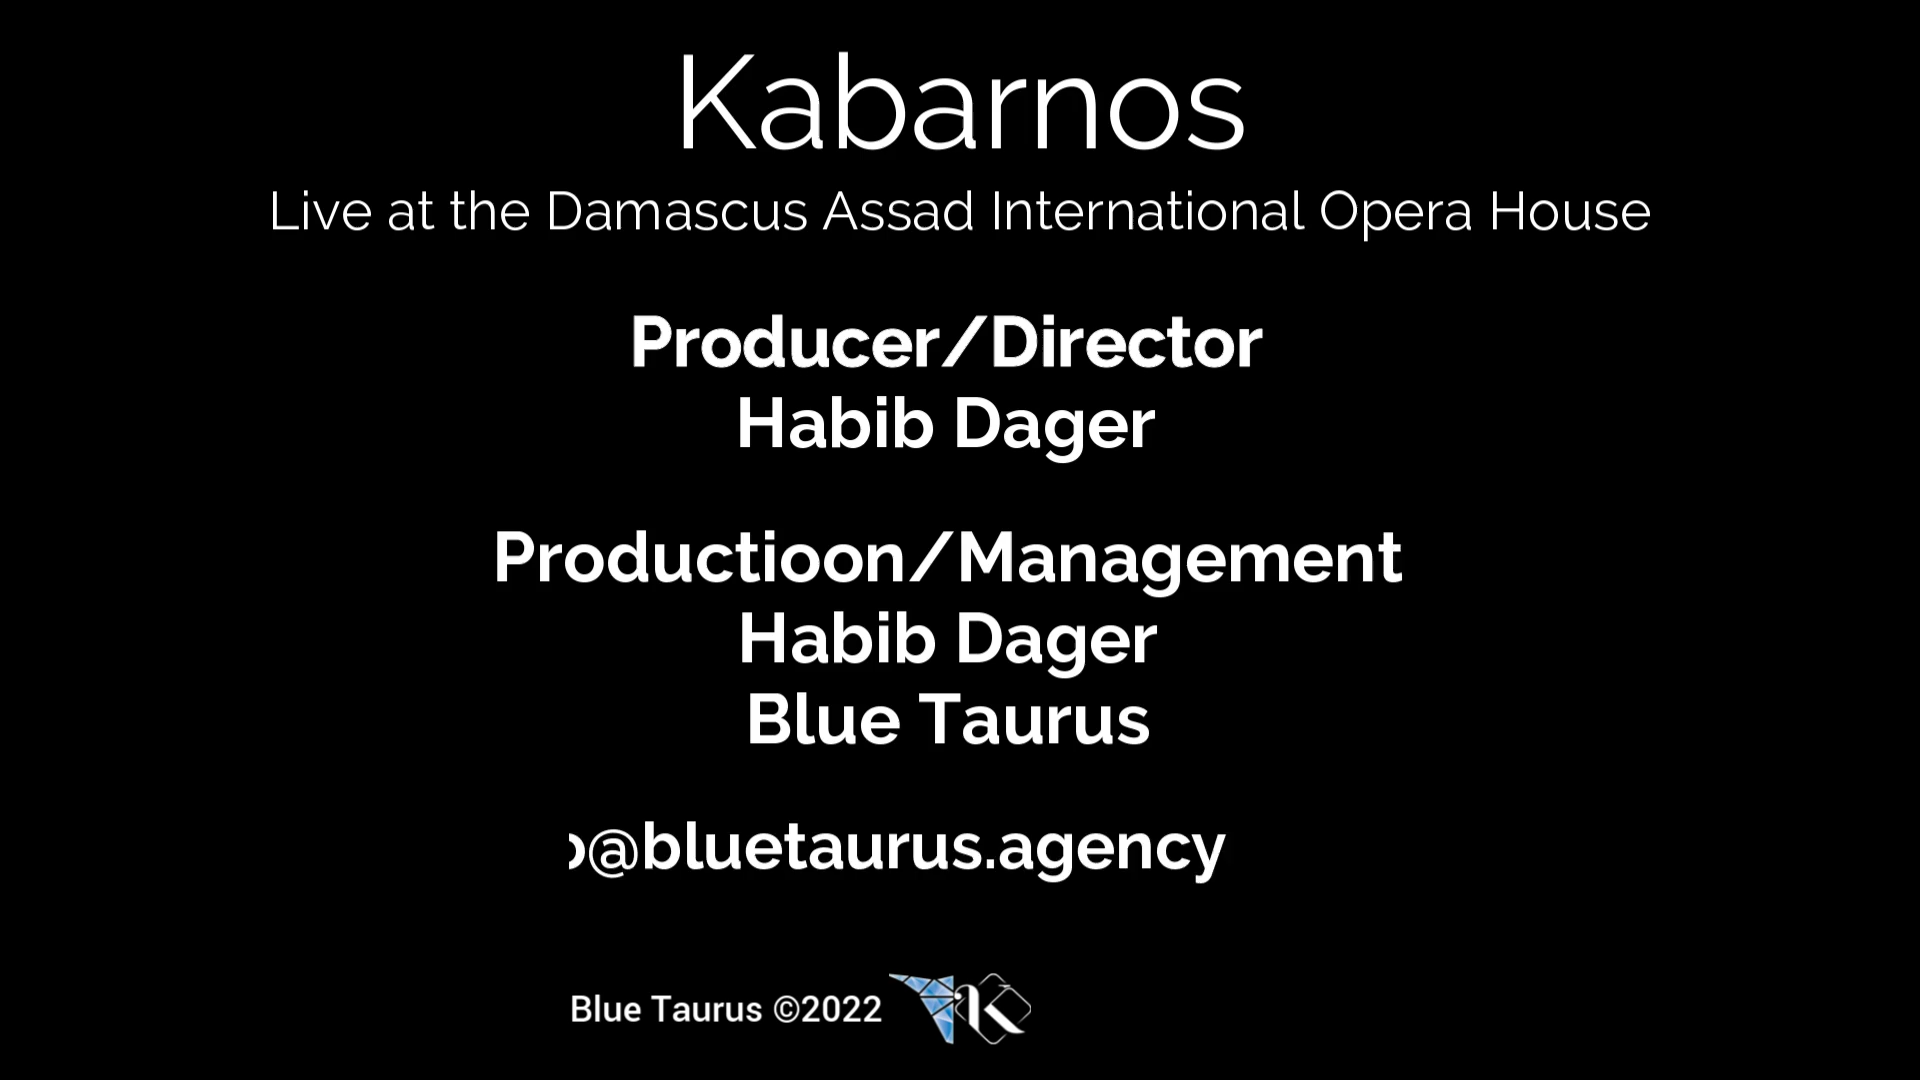 Kabarnos
Live at the Damascus Assad International Opera House
Producer/Director
Habib Dager
Productioon/Management
Habib Dager
Blue Taurus
@bluetaurus.agency
Blue Taurus ©2022
K